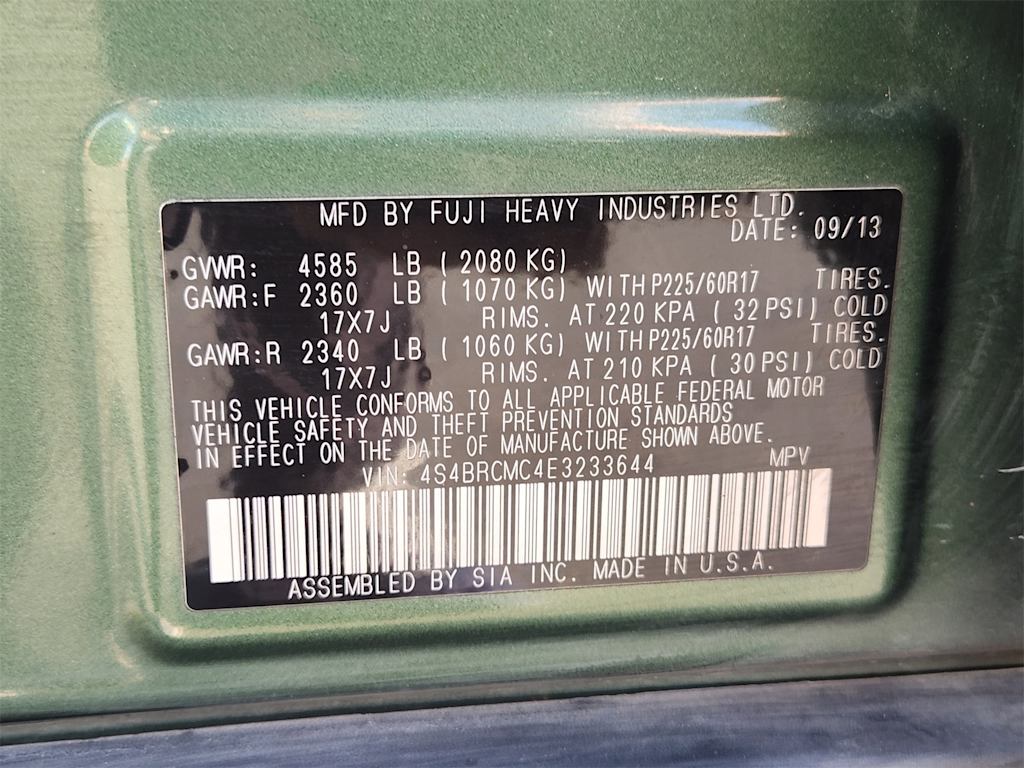 MFD BY FUJI HEAVY INDUSTRIES LTD.
DATE: 09/13
GVWR: 4585 LB ( 2080 KG)
GAWR:F 2360 LB ( 1070 KG) WITH P225/60R17 TIRES.
17X7J RIMS. AT 220 KPA ( 32 PSI) COLD
GAWR:R 2340 LB ( 1060 KG) WITH P225/60R17 TIRES.
17X7J RIMS. AT 210 KPA ( 30 PSI) COLD
THIS VEHICLE CONFORMS TO ALL APPLICABLE FEDERAL MOTOR
VEHICLE SAFETY AND THEFT PREVENTION STANDARDS
IN EFFECT ON THE DATE OF MANUFACTURE SHOWN ABOVE.
VIN: 4S4BRCMC4E3233644 MPV
ASSEMBLED BY SIA INC. MADE IN U.S.A.